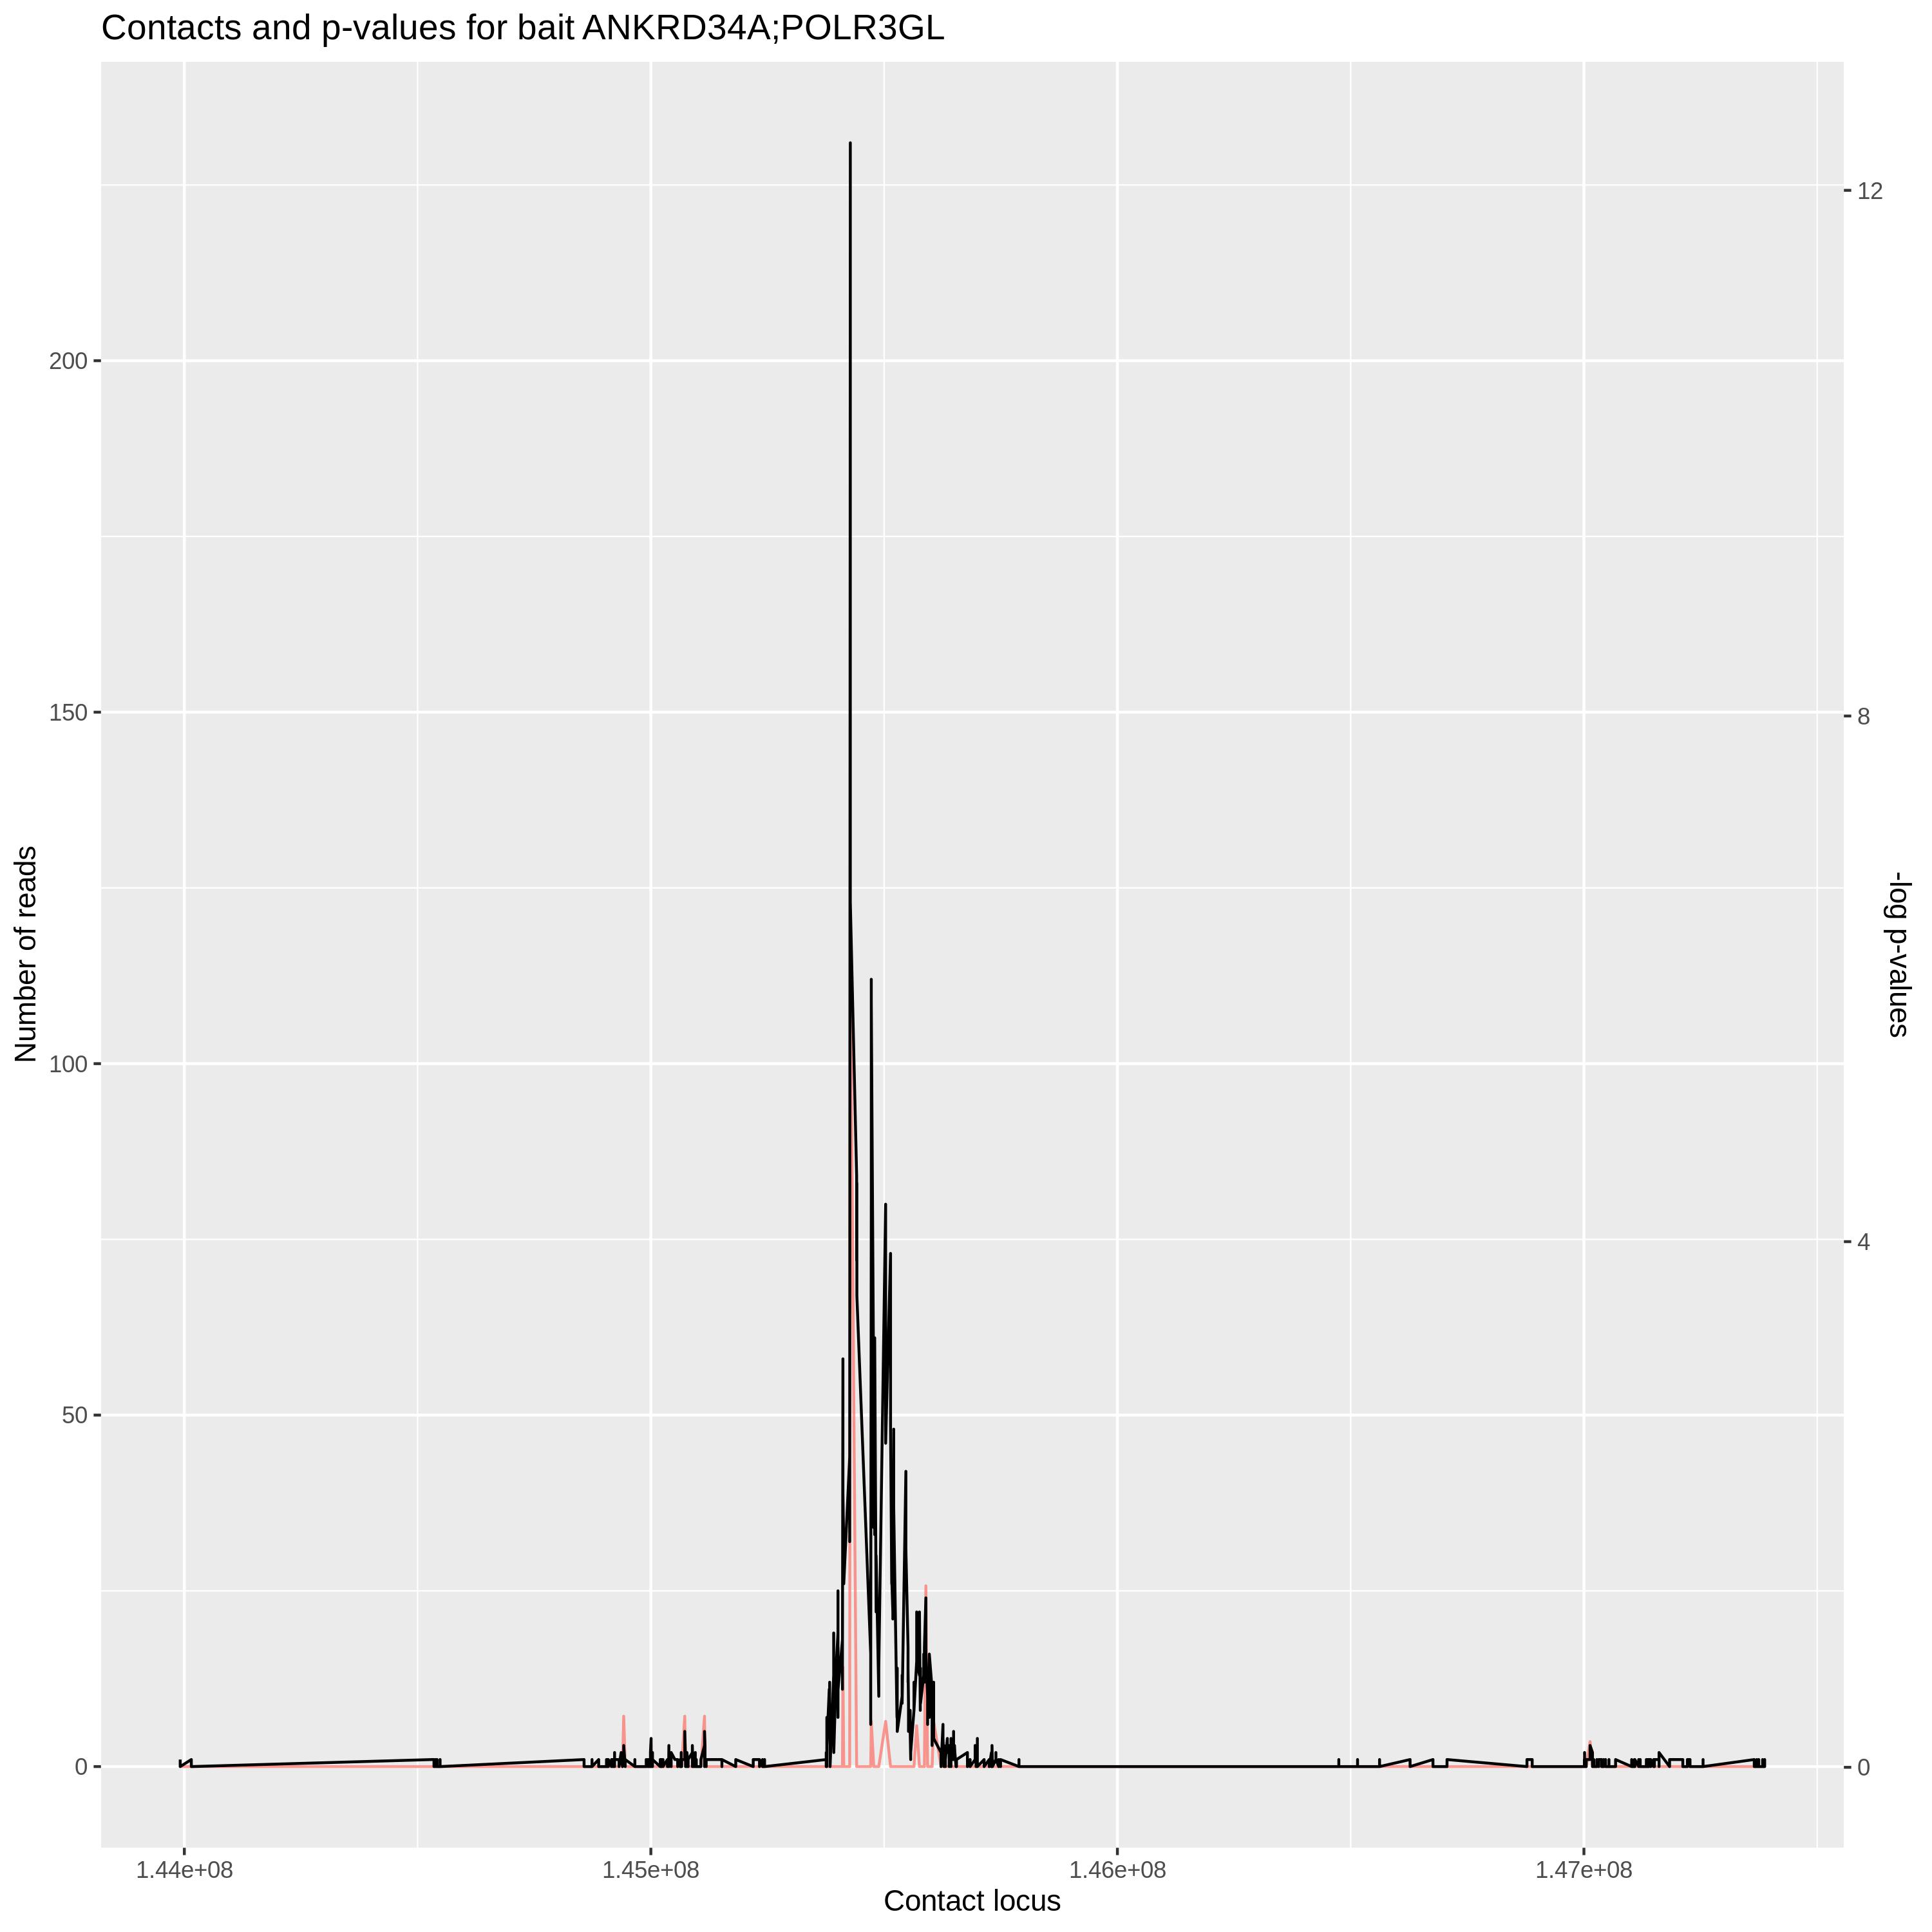 Contacts and p-values for bait ANKRD34A;POLR3GL
200
150
100
50
0
Number of reads
12
8
4
0
-log p-values
1.44e+08 1.45e+08 1.46e+08 1.47e+08
Contact locus